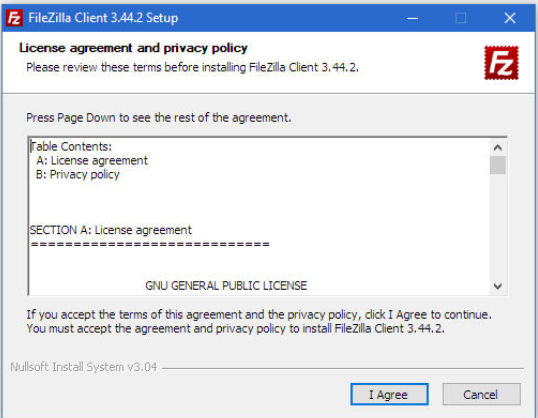 FileZilla Client 3.44.2 Setup
License agreement and privacy policy
Please review these terms before installing FileZilla Client 3.44.2.
Press Page Down to see the rest of the agreement.
Table Contents:
A: License agreement
B: Privacy policy
SECTION A: License agreement
============================
GNU GENERAL PUBLIC LICENSE
If you accept the terms of this agreement and the privacy policy, click I Agree to continue.
You must accept the agreement and privacy policy to install FileZilla Client 3.44.2.
Nullsoft Install System v3.04
I Agree
Cancel